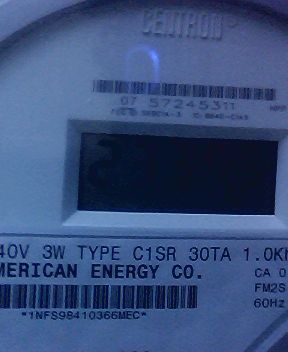 CENTRON®
07 57245311
40V 3W TYPE C1SR 30TA 1.0K
MERICAN ENERGY CO.
CA 0
FM2S
60Hz
*1NFS98410366MEC*